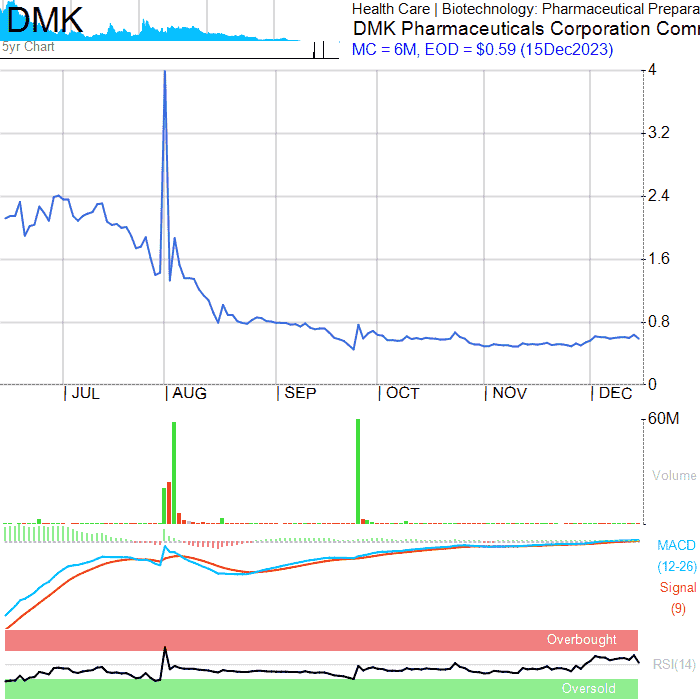 DMK
5yr Chart
Health Care | Biotechnology: Pharmaceutical Prepara
DMK Pharmaceuticals Corporation Com
MC = 6M, EOD = $0.59 (15Dec2023)
4
3.2
2.4
1.6
0.8
0
JUL
AUG
SEP
OCT
NOV
DEC
60M
Volume
MACD
(12-26)
Signal
(9)
Overbought
RSI(14)
Oversold